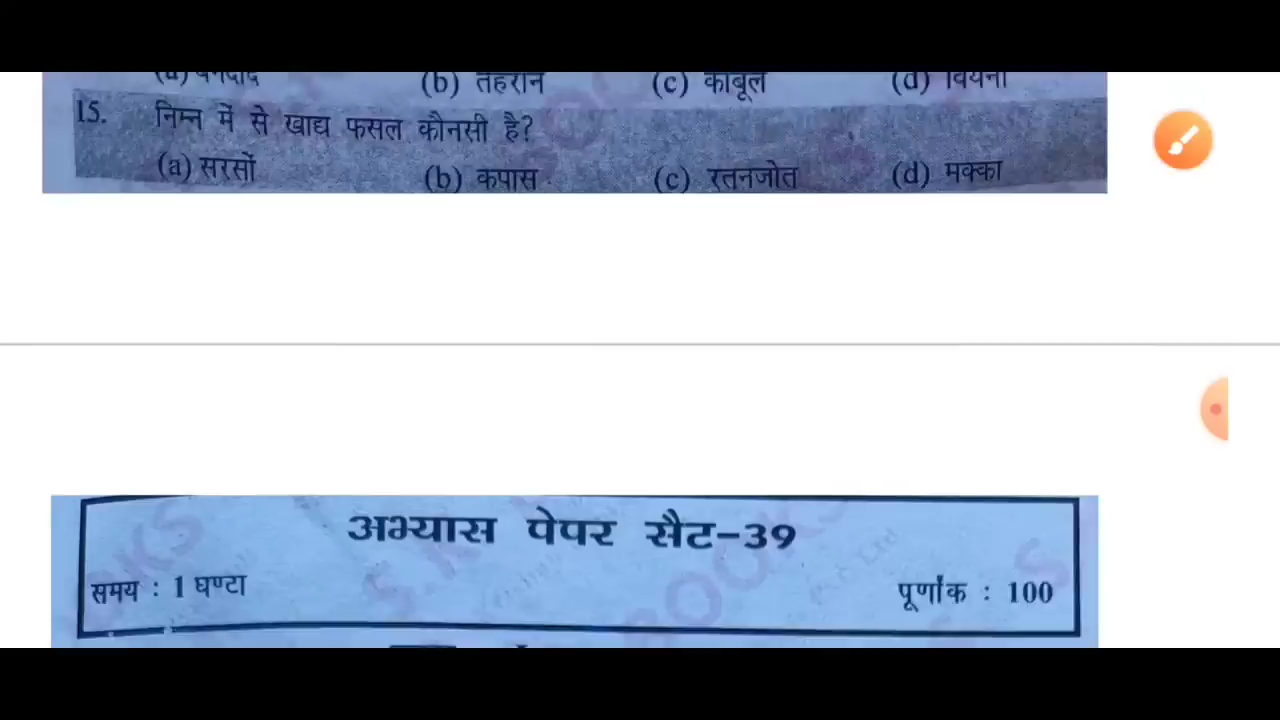 (b) तेहरान (c) काबूल (d) वियना
15. निम्न में से खाद्य फसल कौनसी है?
(a) सरसों (b) कपास (c) रतनजोत (d) मक्का
अभ्यास पेपर सैट-39
समय : 1 घण्टा पूर्णांक : 100